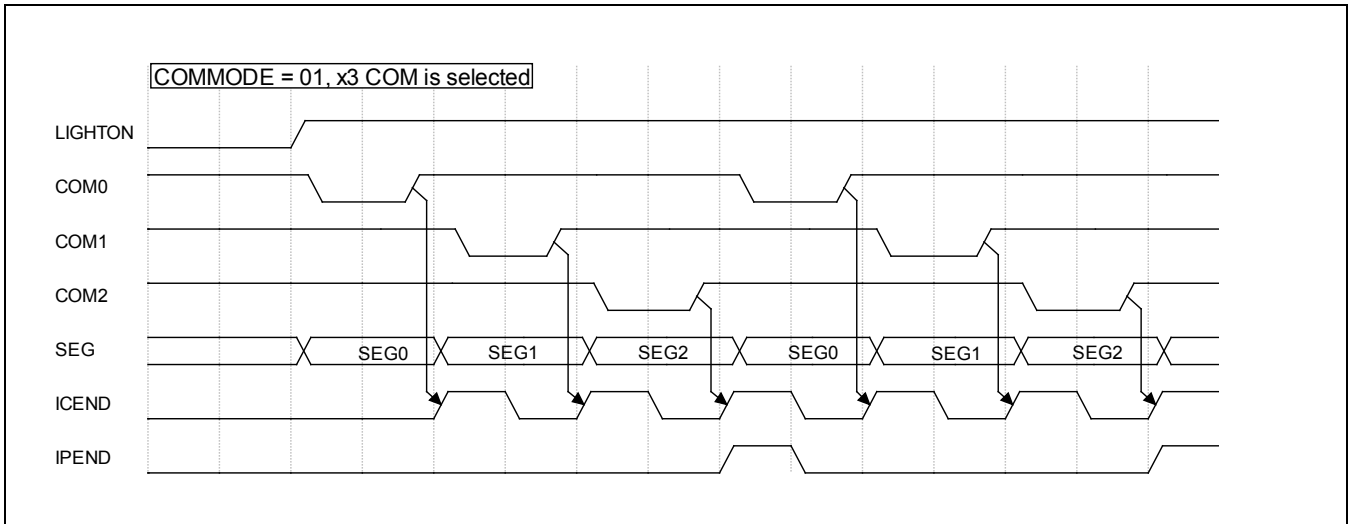 COMMODE = 01, x3 COM is selected
LIGHTON
COM0
COM1
COM2
SEG SEG0 SEG1 SEG2 SEG0 SEG1 SEG2
ICEND
IPEND